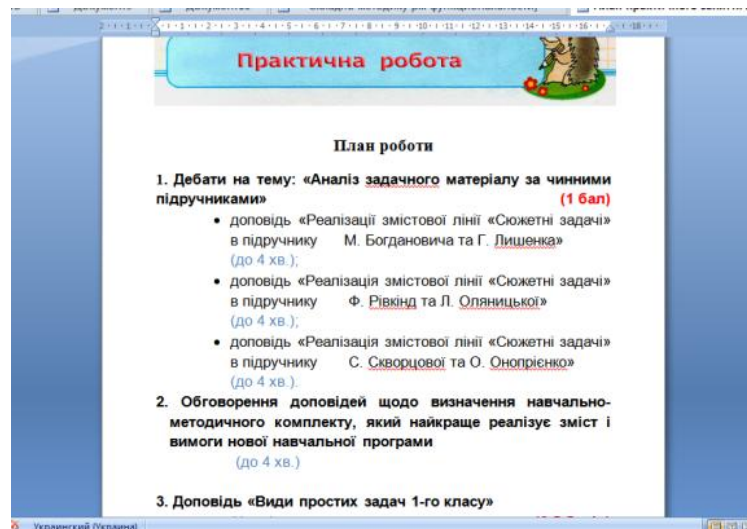 Практична робота
План роботи
1. Дебати на тему: «Аналіз задачного матеріалу за чинними
підручниками» (1 бал)
• доповідь «Реалізації змістової лінії «Сюжетні задачі»
в підручнику М. Богдановича та Г. Лишенка»
(до 4 хв.);
• доповідь «Реалізація змістової лінії «Сюжетні задачі»
в підручнику Ф. Рівкінд та Л. Оляницької»
(до 4 хв.);
• доповідь «Реалізація змістової лінії «Сюжетні задачі»
в підручнику С. Скворцової та О. Онопрієнко»
(до 4 хв.).
2. Обговорення доповідей щодо визначення навчально-
методичного комплекту, який найкраще реалізує зміст і
вимоги нової навчальної програми
(до 4 хв.)
3. Доповідь «Види простих задач 1-го класу»
Украинский (Украина)